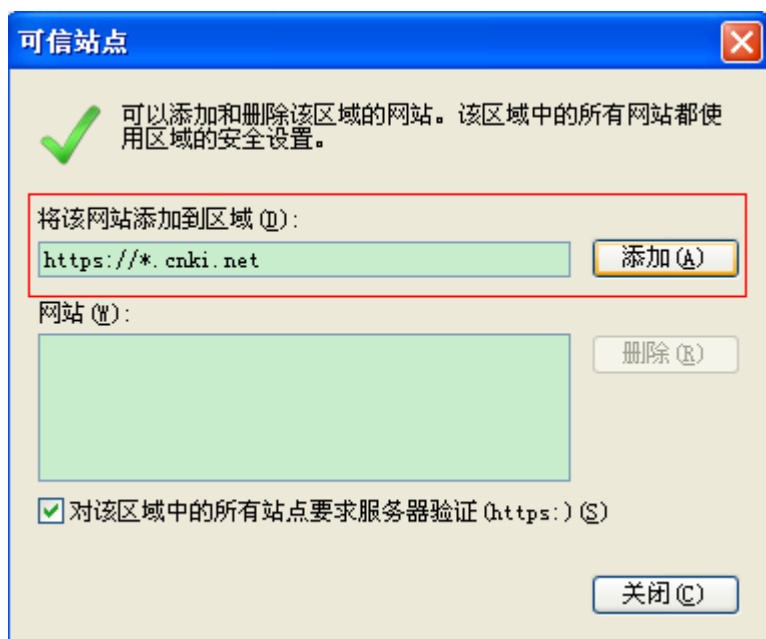 可信站点
可以添加和删除该区域的网站。该区域中的所有网站都使
用区域的安全设置。
将该网站添加到区域(D):
https://*.cnki.net
添加(A)
网站(W):
删除(R)
对该区域中的所有站点要求服务器验证(https:)(S)
关闭(C)